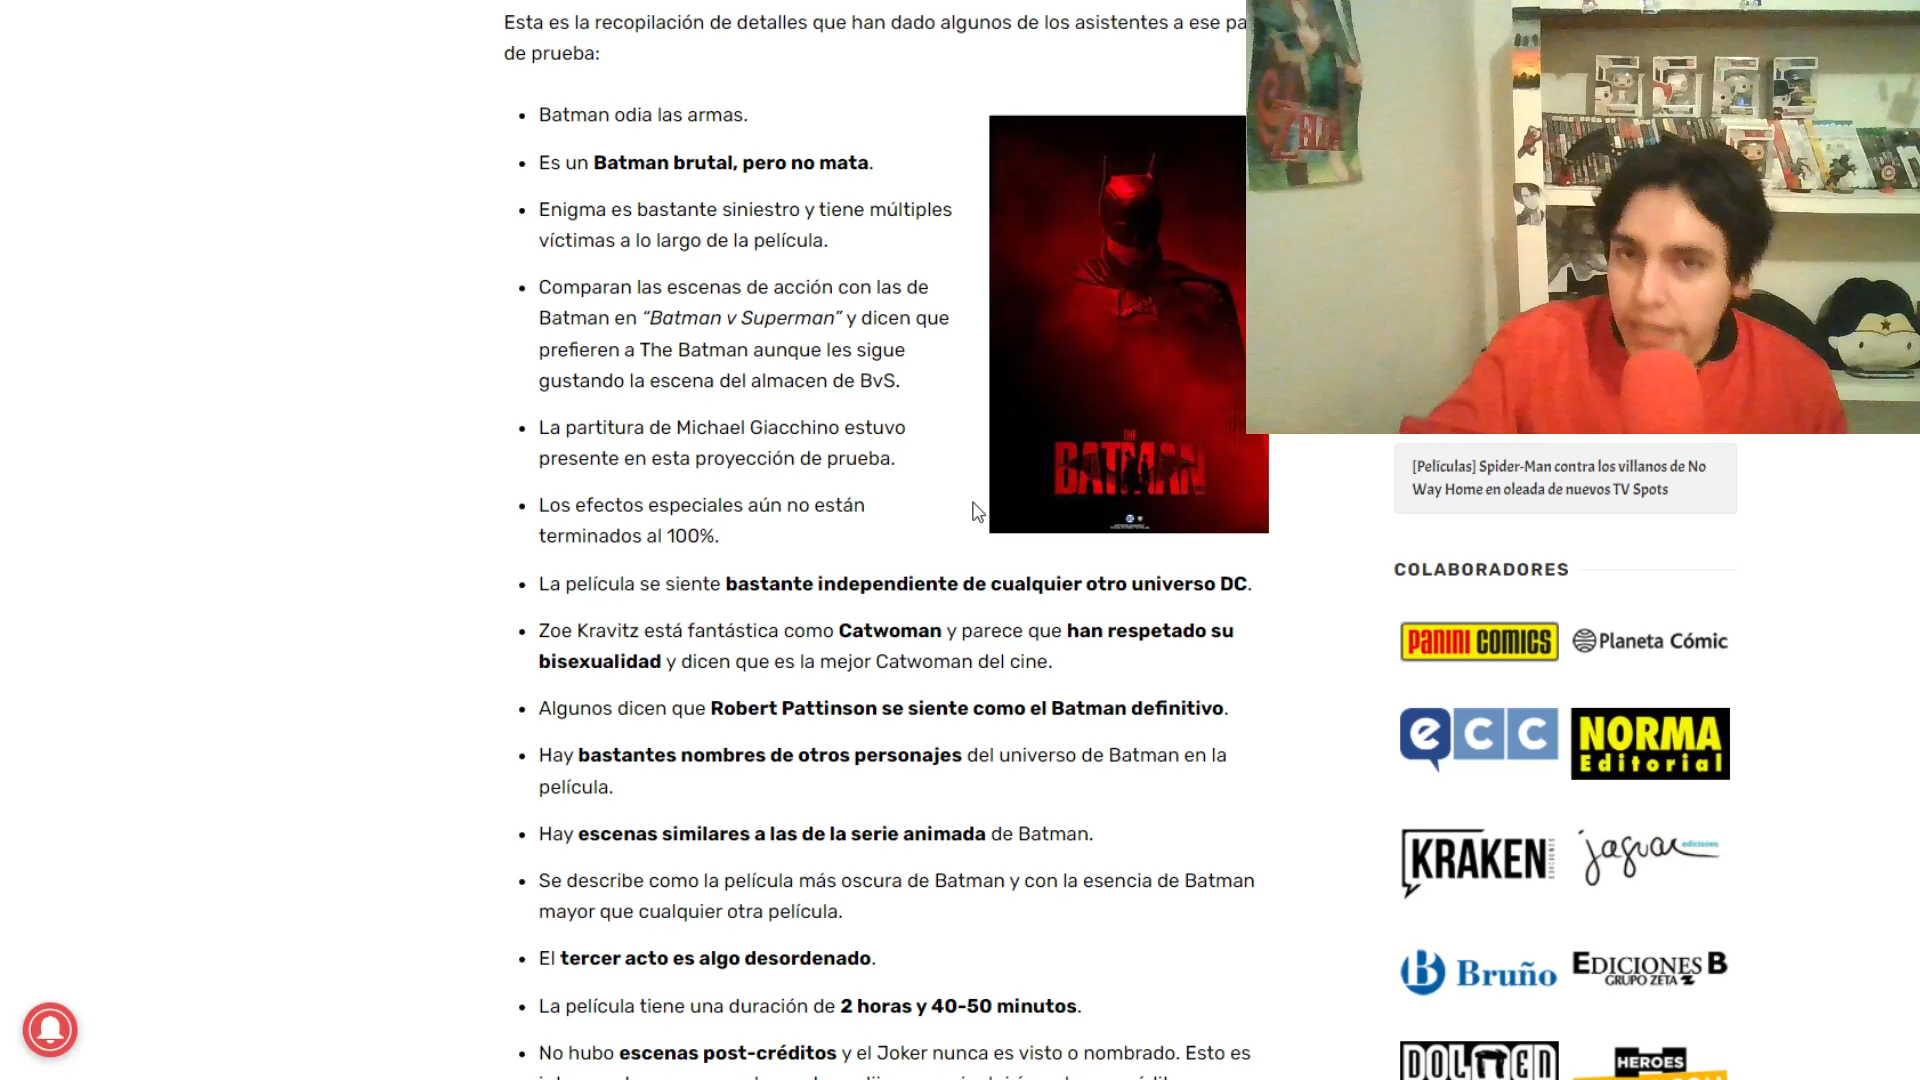 Esta es la recopilación de detalles que han dado algunos de los asistentes a ese
de prueba:
• Batman odia las armas.
• Es un Batman brutal, pero no mata.
• Enigma es bastante siniestro y tiene múltiples
víctimas a lo largo de la película.
• Comparan las escenas de acción con las de
Batman en “Batman v Superman” y dicen que
prefieren a The Batman aunque les sigue
gustando la escena del almacen de BvS.
• La partitura de Michael Giacchino estuvo
presente en esta proyección de prueba.
• Los efectos especiales aún no están
terminados al 100%.
• La película se siente bastante independiente de cualquier otro universo DC.
• Zoe Kravitz está fantástica como Catwoman y parece que han respetado su
bisexualidad y dicen que es la mejor Catwoman del cine.
• Algunos dicen que Robert Pattinson se siente como el Batman definitivo.
• Hay bastantes nombres de otros personajes del universo de Batman en la
película.
• Hay escenas similares a las de la serie animada de Batman.
• Se describe como la película más oscura de Batman y con la esencia de Batman
mayor que cualquier otra película.
• El tercer acto es algo desordenado.
• La película tiene una duración de 2 horas y 40-50 minutos.
• No hubo escenas post-créditos y el Joker nunca es visto o nombrado. Esto es
THE
BATMAN
ZELDA
[Películas] Spider-Man contra los villanos de No
Way Home en oleada de nuevos TV Spots
COLABORADORES
PANINI COMICS
Planeta Cómic
ecc
NORMA
Editorial
KRAKEN
EDICIONES
jaguar ediciones
B Bruño
EDICIONES B
GRUPO ZETA
DOLMEN
HEROES